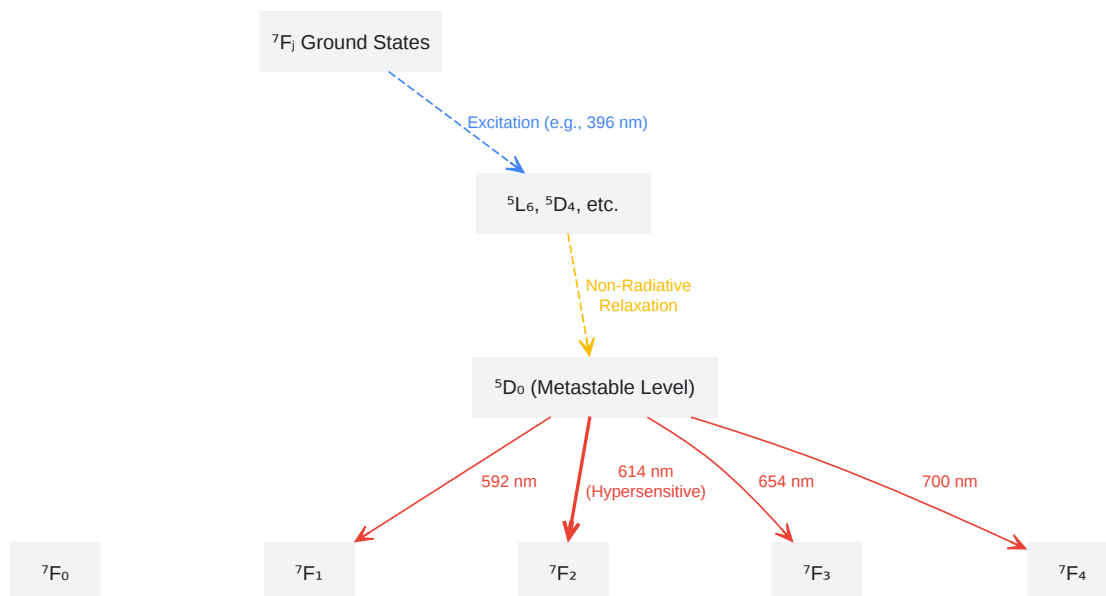 ⁷Fⱼ Ground States
Excitation (e.g., 396 nm)
⁵L₆, ⁵D₄, etc.
Non-Radiative
Relaxation
⁵D₀ (Metastable Level)
592 nm
614 nm
(Hypersensitive)
654 nm
700 nm
⁷F₀
⁷F₁
⁷F₂
⁷F₃
⁷F₄